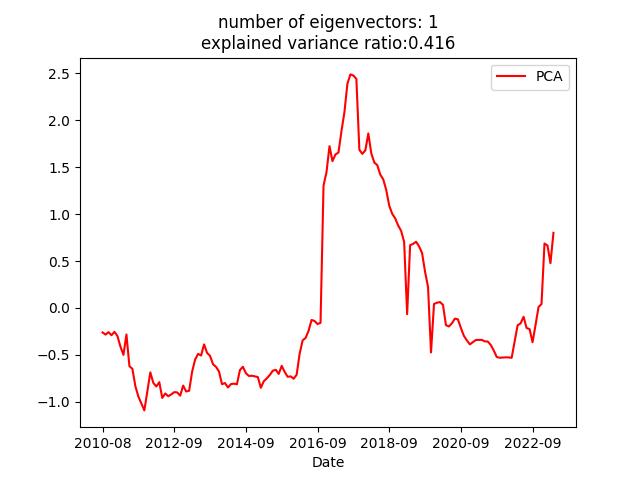 number of eigenvectors: 1
explained variance ratio:0.416
PCA
2.5
2.0
1.5
1.0
0.5
0.0
−0.5
−1.0
2010-08 2012-09 2014-09 2016-09 2018-09 2020-09 2022-09
Date